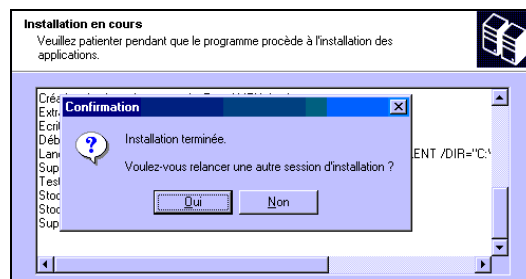 Installation en cours
Veuillez patienter pendant que le programme procède à l'installation des
applications.
Confirmation
Installation terminée.
Voulez-vous relancer une autre session d'installation ?
Oui
Non
ENT /DIR="C:\